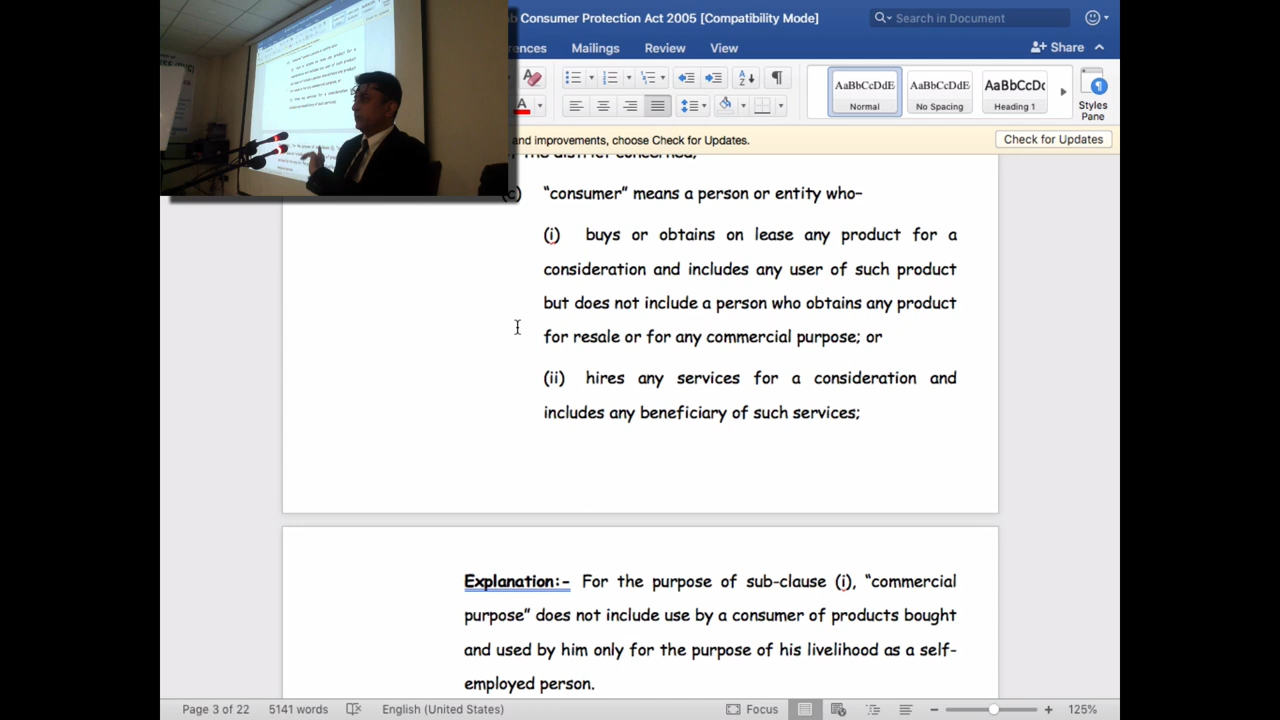 b Consumer Protection Act 2005 [Compatibility Mode]
Search in Document
rences Mailings Review View
Share
AaBbCcDdE AaBbCcDdE AaBbCcDc
Normal No Spacing Heading 1
Styles
Pane
and improvements, choose Check for Updates.
Check for Updates
the district concerned;
(c) “consumer” means a person or entity who-
(i) buys or obtains on lease any product for a
consideration and includes any user of such product
but does not include a person who obtains any product
for resale or for any commercial purpose; or
(ii) hires any services for a consideration and
includes any beneficiary of such services;
Explanation:- For the purpose of sub-clause (i), “commercial
purpose” does not include use by a consumer of products bought
and used by him only for the purpose of his livelihood as a self-
employed person.
Page 3 of 22 5141 words English (United States) Focus 125%